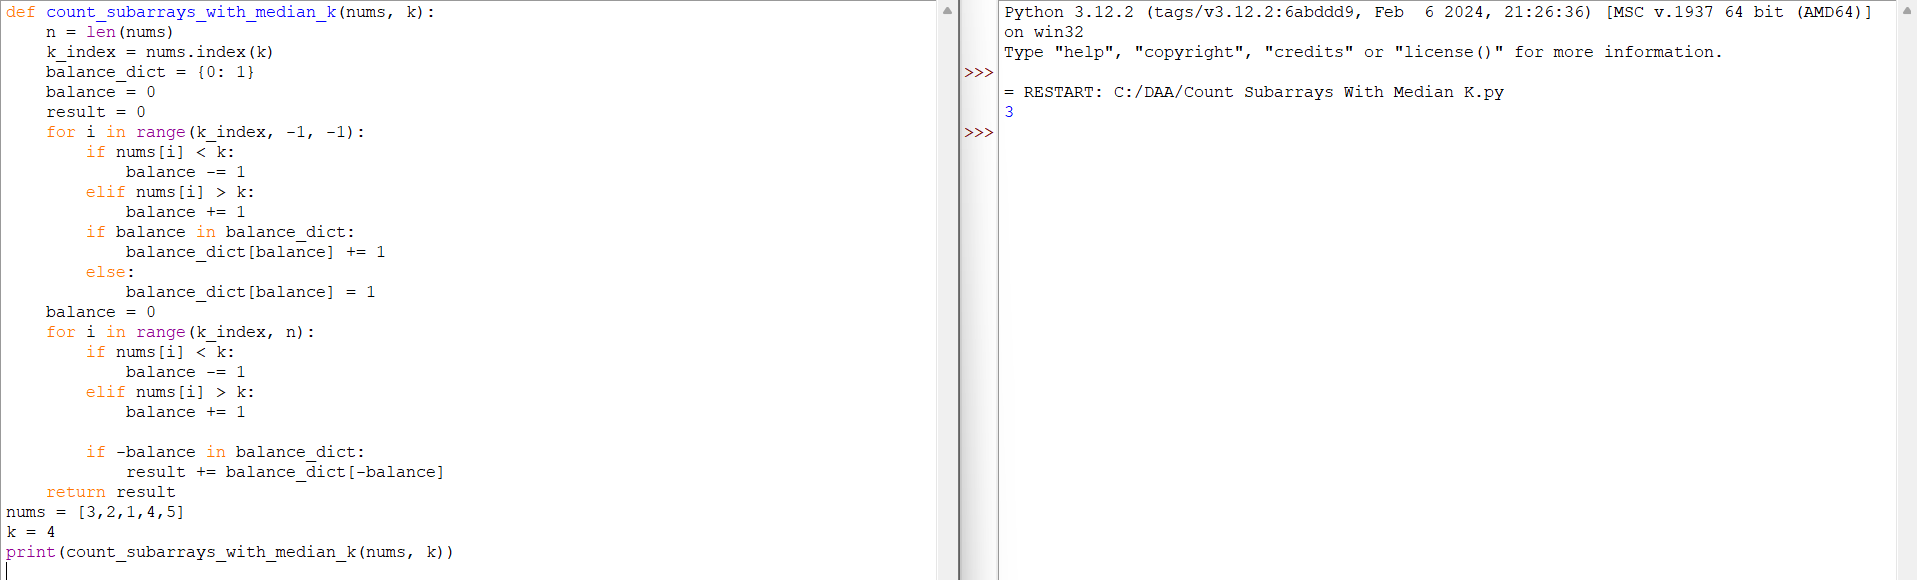 def count_subarrays_with_median_k(nums, k):
    n = len(nums)
    k_index = nums.index(k)
    balance_dict = {0: 1}
    balance = 0
    result = 0
    for i in range(k_index, -1, -1):
        if nums[i] < k:
            balance -= 1
        elif nums[i] > k:
            balance += 1
        if balance in balance_dict:
            balance_dict[balance] += 1
        else:
            balance_dict[balance] = 1
    balance = 0
    for i in range(k_index, n):
        if nums[i] < k:
            balance -= 1
        elif nums[i] > k:
            balance += 1

        if -balance in balance_dict:
            result += balance_dict[-balance]
    return result
nums = [3,2,1,4,5]
k = 4
print(count_subarrays_with_median_k(nums, k))
Python 3.12.2 (tags/v3.12.2:6abddd9, Feb  6 2024, 21:26:36) [MSC v.1937 64 bit (AMD64)]
on win32
Type "help", "copyright", "credits" or "license()" for more information.
>>>
= RESTART: C:/DAA/Count Subarrays With Median K.py
3
>>>